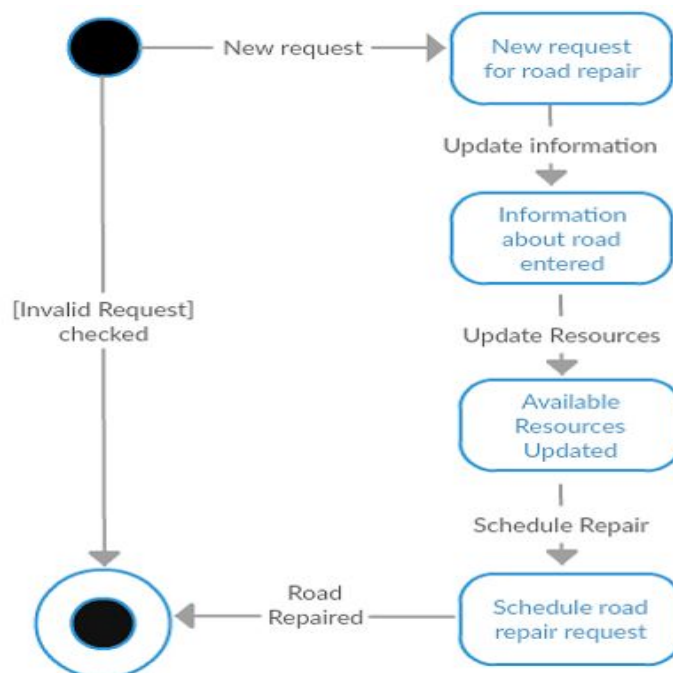 New request
New request
for road repair
Update information
Information
about road
entered
[Invalid Request]
checked
Update Resources
Available
Resources
Updated
Schedule Repair
Road
Repaired
Schedule road
repair request